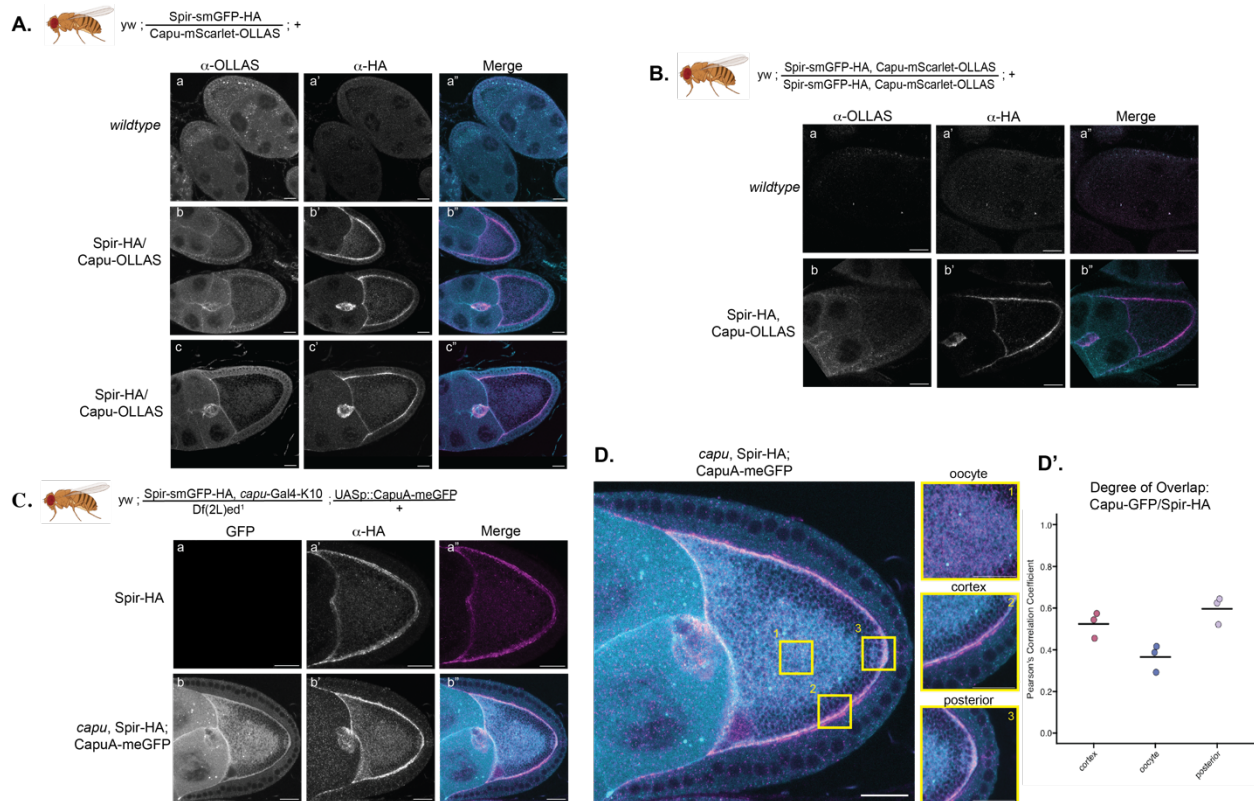 A.
yw ; Spir-smGFP-HA / Capu-mScarlet-OLLAS ; +
α-OLLAS α-HA Merge
wildtype
a a' a"
Spir-HA/
Capu-OLLAS
b b' b"
Spir-HA/
Capu-OLLAS
c c' c"
B.
yw ; Spir-smGFP-HA, Capu-mScarlet-OLLAS / Spir-smGFP-HA, Capu-mScarlet-OLLAS ; +
α-OLLAS α-HA Merge
wildtype
a a' a"
Spir-HA,
Capu-OLLAS
b b' b"
C.
yw ; Spir-smGFP-HA, capu-Gal4-K10 / Df(2L)ed¹ ; UASp::CapuA-meGFP / +
GFP α-HA Merge
Spir-HA
a a' a"
capu, Spir-HA;
CapuA-meGFP
b b' b"
D.
capu, Spir-HA;
CapuA-meGFP
1
2
3
oocyte
1
cortex
2
posterior
3
D'.
Degree of Overlap:
Capu-GFP/Spir-HA
Pearson's Correlation Coefficient
1.0
0.8
0.6
0.4
0.2
0.0
cortex
oocyte
posterior